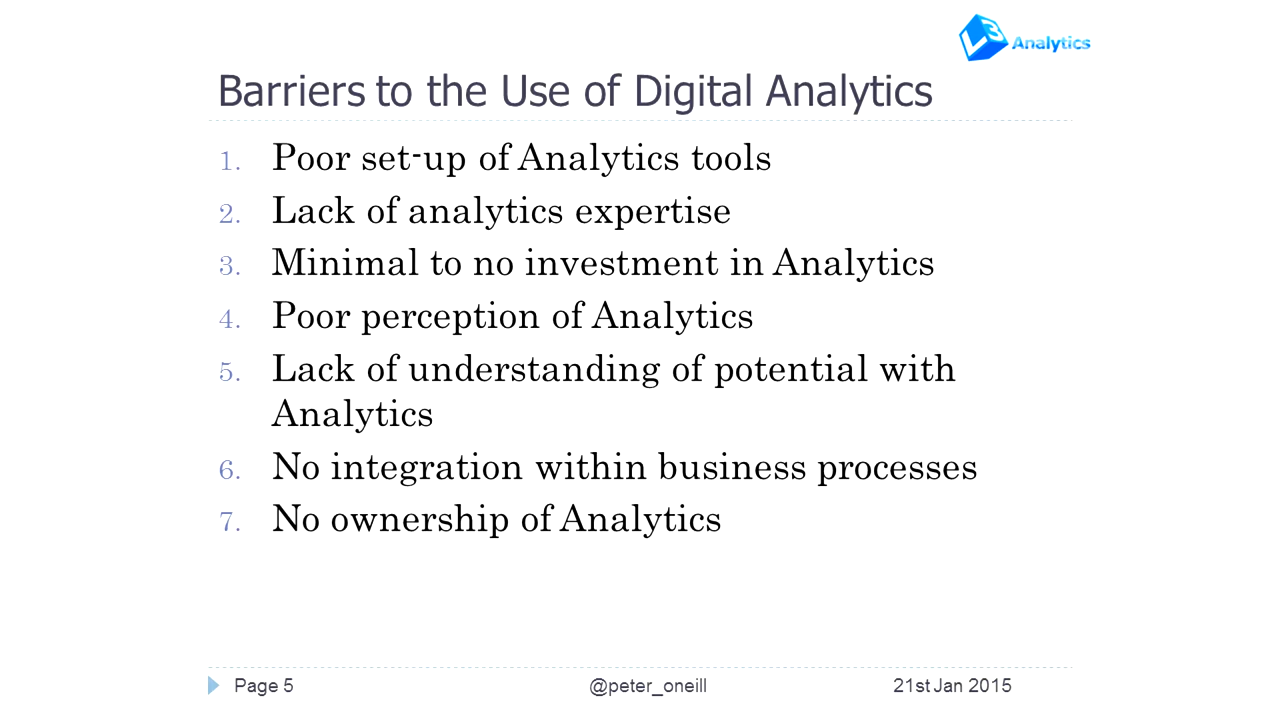 L3 Analytics
Barriers to the Use of Digital Analytics
1. Poor set-up of Analytics tools
2. Lack of analytics expertise
3. Minimal to no investment in Analytics
4. Poor perception of Analytics
5. Lack of understanding of potential with
Analytics
6. No integration within business processes
7. No ownership of Analytics
Page 5 @peter_oneill 21st Jan 2015